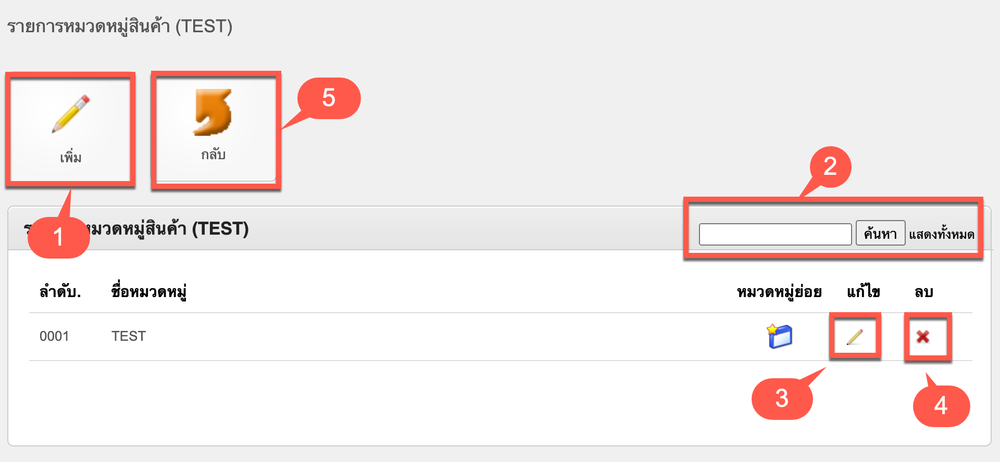 รายการหมวดหมู่สินค้า (TEST)
เพิ่ม
กลับ
5
2
1
หมวดหมู่สินค้า (TEST)
ค้นหา แสดงทั้งหมด
ลำดับ. ชื่อหมวดหมู่ หมวดหมู่ย่อย แก้ไข ลบ
0001 TEST
3
4